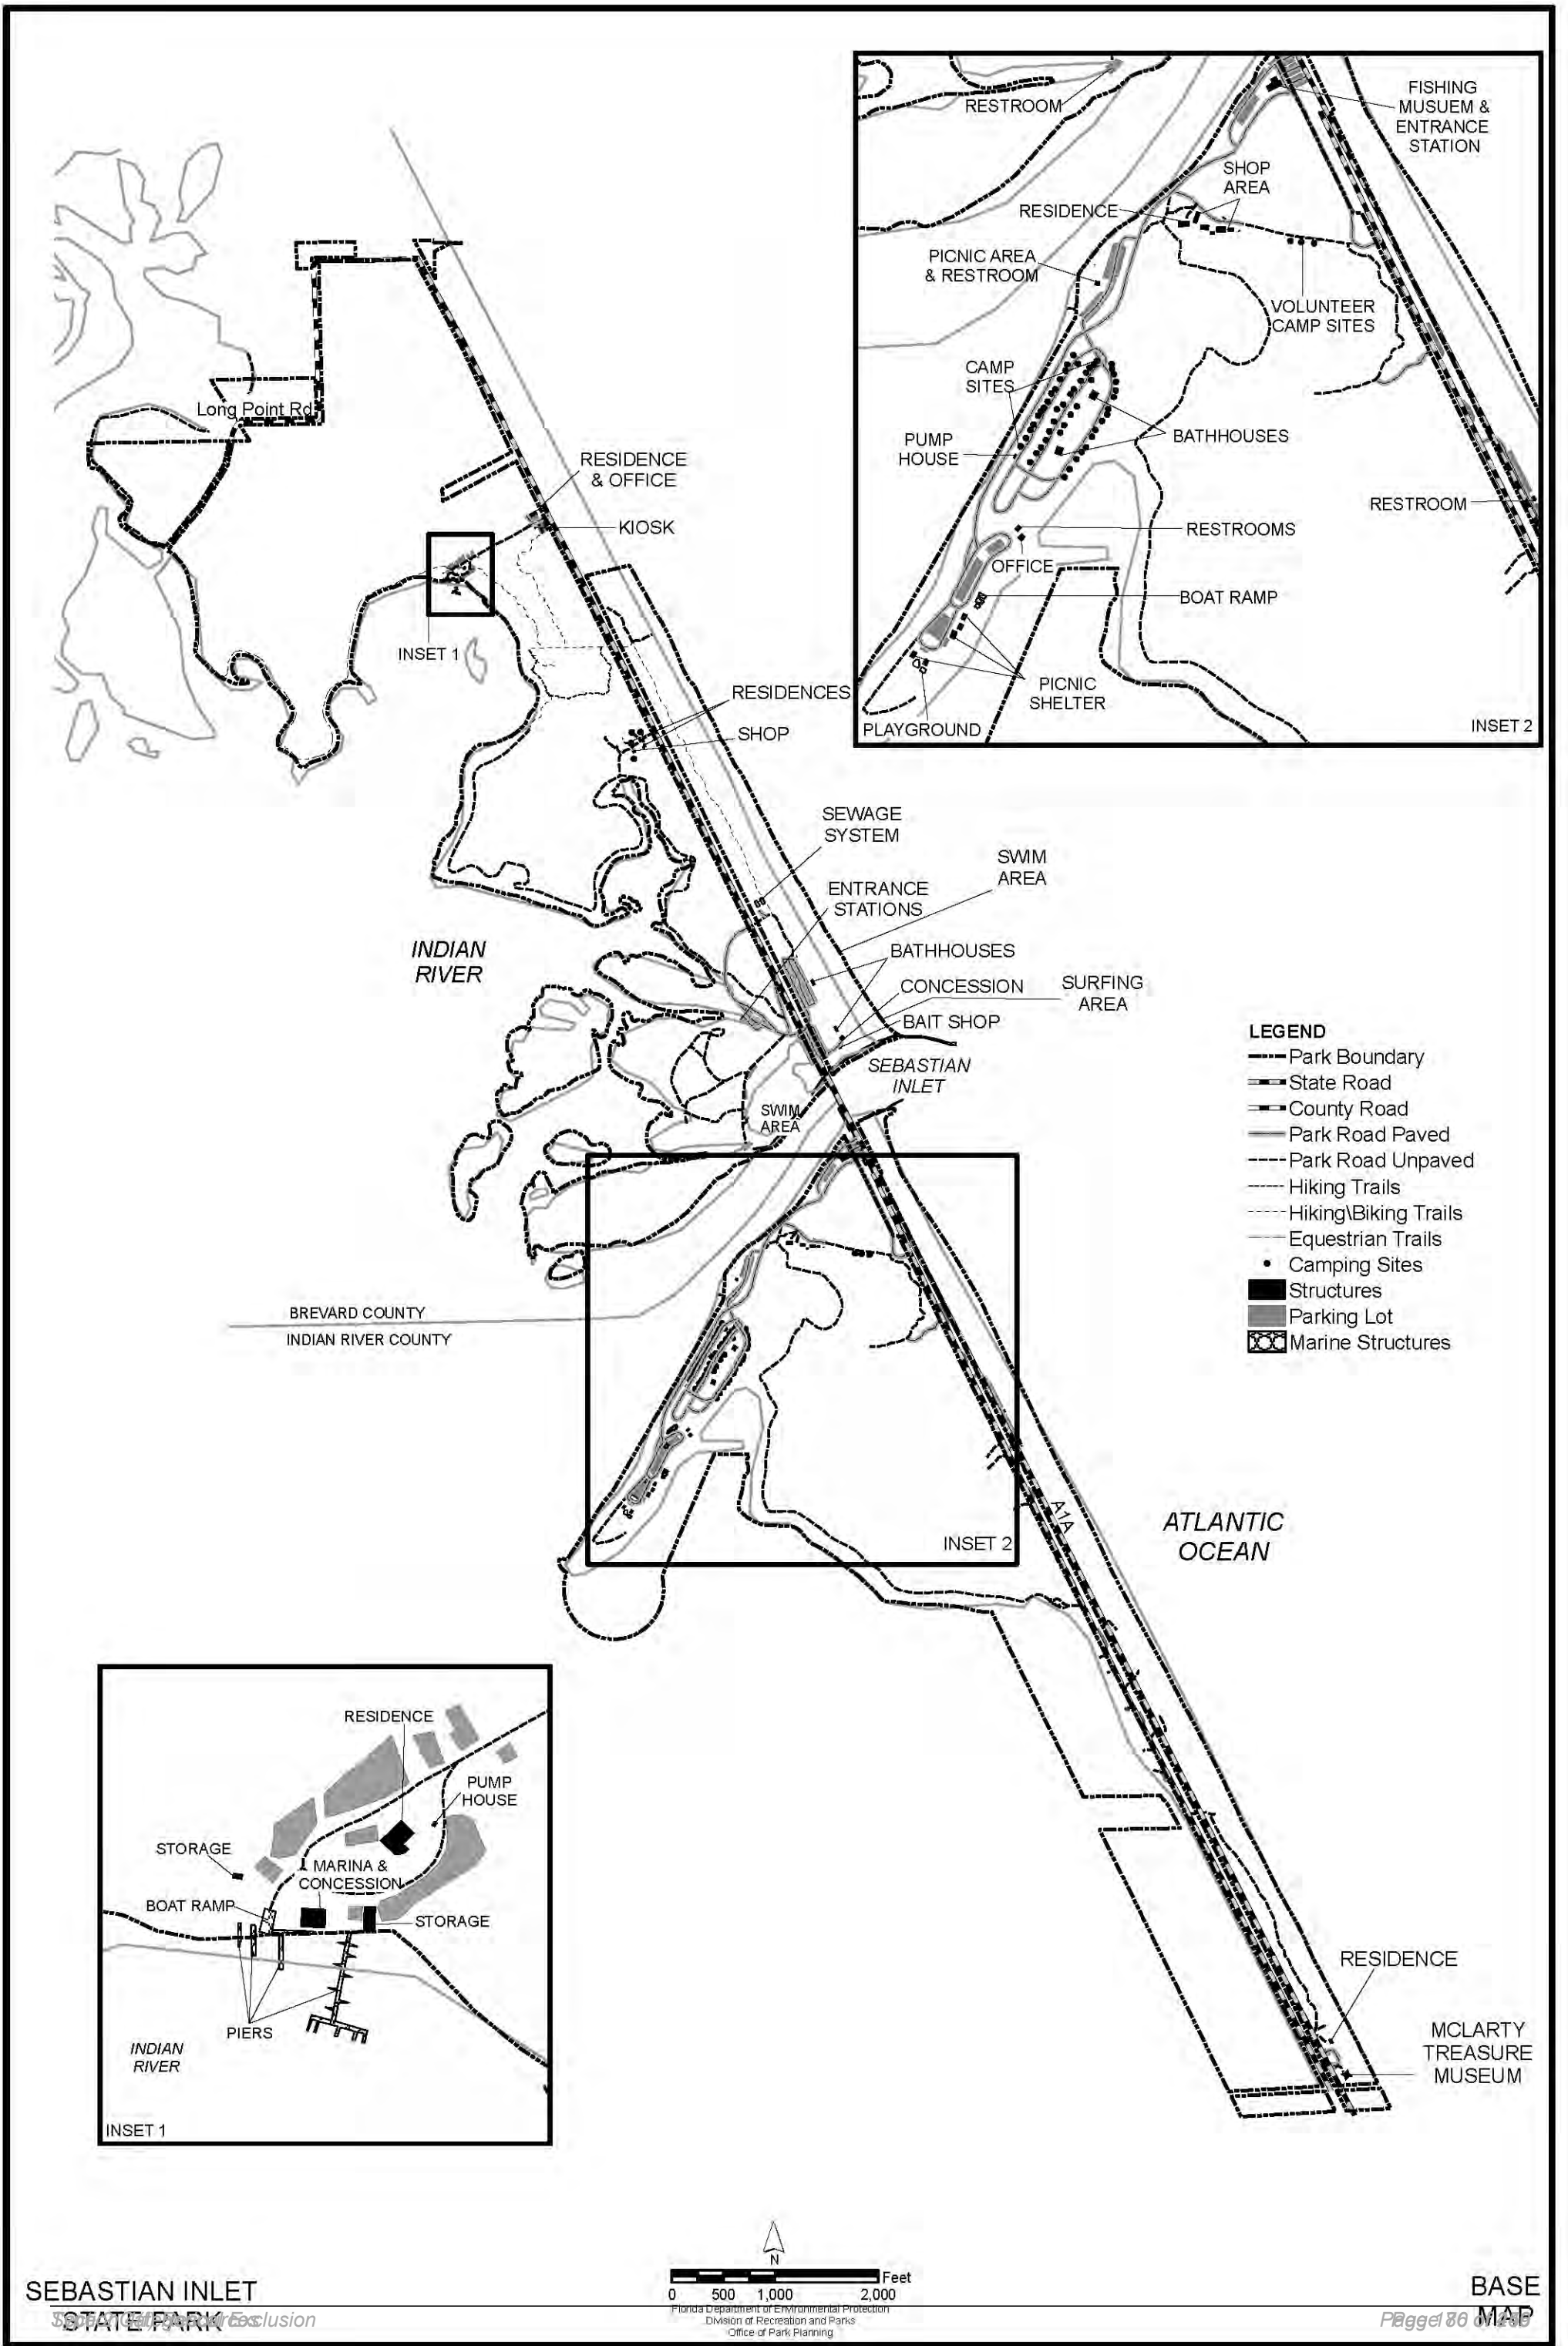 RESTROOM
FISHING
MUSUEM &
ENTRANCE
STATION
SHOP
AREA
RESIDENCE
PICNIC AREA
& RESTROOM
VOLUNTEER
CAMP SITES
CAMP
SITES
PUMP
HOUSE
BATHHOUSES
RESTROOM
RESTROOMS
OFFICE
BOAT RAMP
PICNIC
SHELTER
PLAYGROUND
INSET 2
Long Point Rd
RESIDENCE
& OFFICE
KIOSK
INSET 1
RESIDENCES
SHOP
SEWAGE
SYSTEM
SWIM
AREA
ENTRANCE
STATIONS
INDIAN
RIVER
BATHHOUSES
CONCESSION
SURFING
AREA
BAIT SHOP
SEBASTIAN
INLET
SWIM
AREA
LEGEND
Park Boundary
State Road
County Road
Park Road Paved
Park Road Unpaved
Hiking Trails
Hiking\Biking Trails
Equestrian Trails
Camping Sites
Structures
Parking Lot
Marine Structures
BREVARD COUNTY
INDIAN RIVER COUNTY
A1A
INSET 2
ATLANTIC
OCEAN
RESIDENCE
PUMP
HOUSE
STORAGE
MARINA &
CONCESSION
BOAT RAMP
STORAGE
PIERS
INDIAN
RIVER
INSET 1
RESIDENCE
MCLARTY
TREASURE
MUSEUM
N
Feet
0 500 1,000 2,000
Florida Department of Environmental Protection
Division of Recreation and Parks
Office of Park Planning
SEBASTIAN INLET
STATE PARK
BASE
MAP